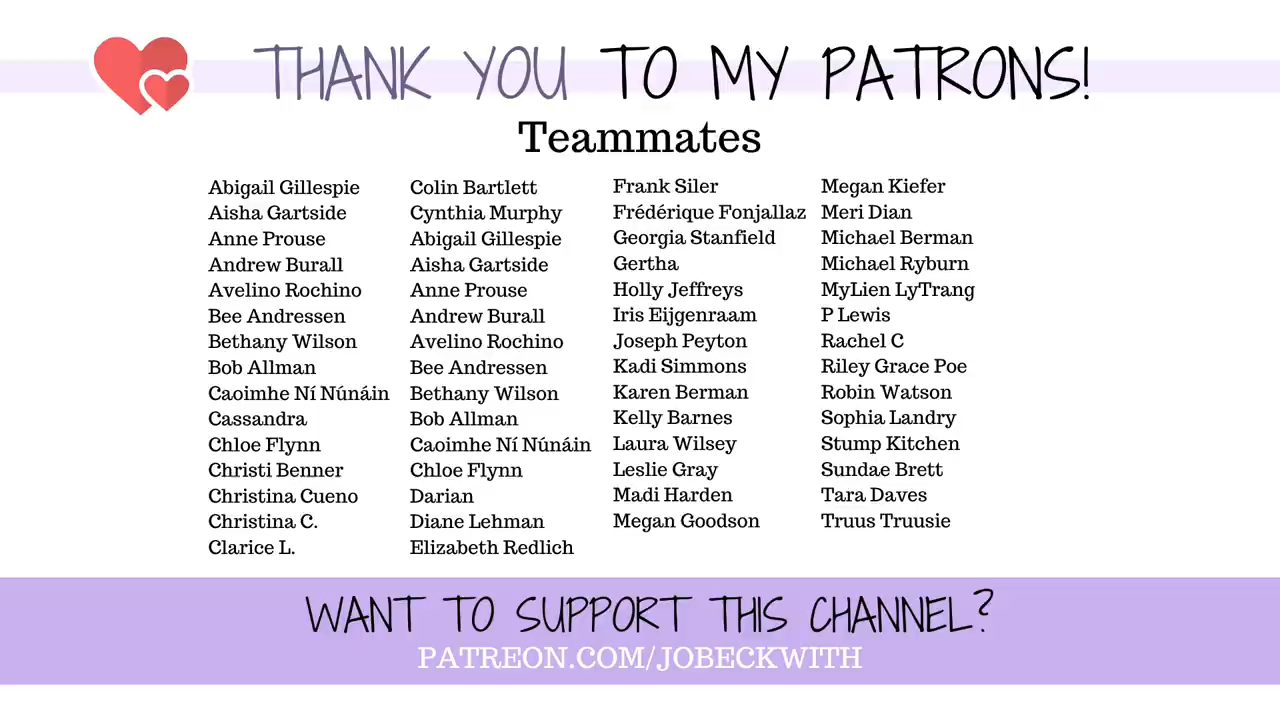 THANK YOU TO MY PATRONS!
Teammates
Abigail Gillespie
Aisha Gartside
Anne Prouse
Andrew Burall
Avelino Rochino
Bee Andressen
Bethany Wilson
Bob Allman
Caoimhe Ní Núnáin
Cassandra
Chloe Flynn
Christi Benner
Christina Cueno
Christina C.
Clarice L.
Colin Bartlett
Cynthia Murphy
Abigail Gillespie
Aisha Gartside
Anne Prouse
Andrew Burall
Avelino Rochino
Bee Andressen
Bethany Wilson
Bob Allman
Caoimhe Ní Núnáin
Chloe Flynn
Darian
Diane Lehman
Elizabeth Redlich
Frank Siler
Frédérique Fonjallaz
Georgia Stanfield
Gertha
Holly Jeffreys
Iris Eijgenraam
Joseph Peyton
Kadi Simmons
Karen Berman
Kelly Barnes
Laura Wilsey
Leslie Gray
Madi Harden
Megan Goodson
Megan Kiefer
Meri Dian
Michael Berman
Michael Ryburn
MyLien LyTrang
P Lewis
Rachel C
Riley Grace Poe
Robin Watson
Sophia Landry
Stump Kitchen
Sundae Brett
Tara Daves
Truus Truusie
WANT TO SUPPORT THIS CHANNEL?
PATREON.COM/JOBECKWITH